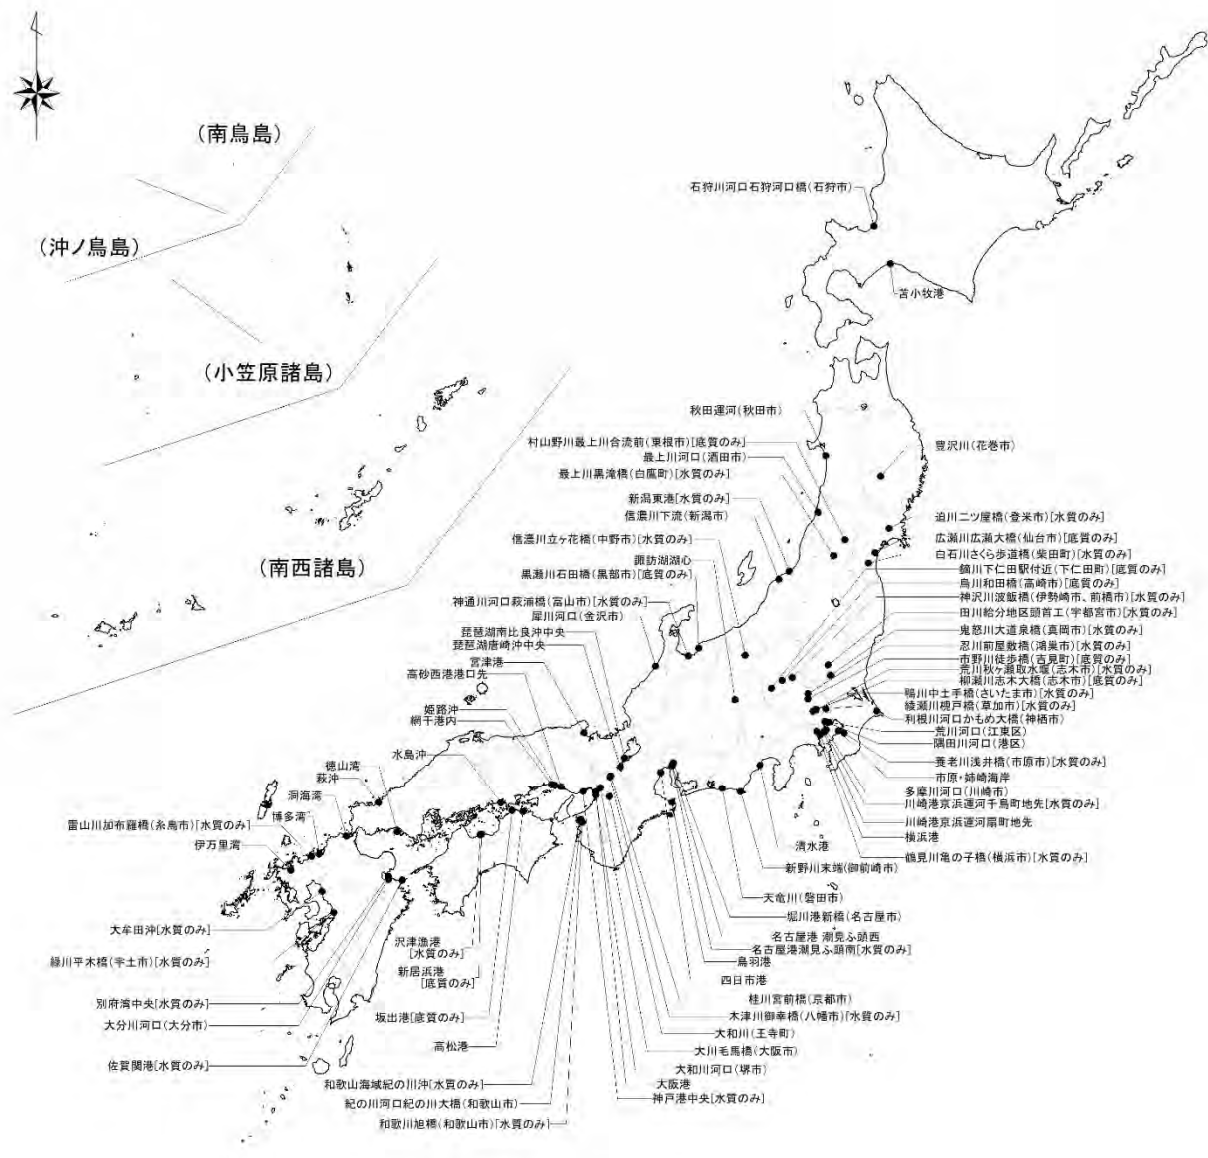 (南鳥島)
(沖ノ鳥島)
(小笠原諸島)
(南西諸島)
石狩川河口石狩河口橋(石狩市)
苫小牧港
秋田運河(秋田市)
村山野川最上川合流前(東根市)[底質のみ]
最上川河口(酒田市)
最上川黒滝橋(白鷹町)[水質のみ]
新潟東港[水質のみ]
信濃川下流(新潟市)
信濃川立ヶ花橋(中野市)[水質のみ]
諏訪湖湖心
黒瀬川石田橋(黒部市)[底質のみ]
神通川河口萩浦橋(富山市)[水質のみ]
犀川河口(金沢市)
琵琶湖南比良沖中央
琵琶湖唐崎沖中央
宮津港
高砂西港港口先
姫路沖
網干港内
水島沖
徳山湾
萩沖
洞海湾
博多湾
雷山川加布羅橋(糸島市)[水質のみ]
伊万里湾
豊沢川(花巻市)
迫川二ツ屋橋(登米市)[水質のみ]
広瀬川広瀬大橋(仙台市)[底質のみ]
白石川さくら歩道橋(柴田町)[水質のみ]
鏑川下仁田駅付近(下仁田町)[底質のみ]
烏川和田橋(高崎市)[底質のみ]
神沢川波飯橋(伊勢崎市、前橋市)[水質のみ]
田川給分地区頭首工(宇都宮市)[水質のみ]
鬼怒川大道泉橋(真岡市)[水質のみ]
忍川前屋敷橋(鴻巣市)[水質のみ]
市野川徒歩橋(吉見町)[底質のみ]
荒川秋ヶ瀬取水堰(志木市)[水質のみ]
柳瀬川志木大橋(志木市)[底質のみ]
鴨川中土手橋(さいたま市)[水質のみ]
綾瀬川槐戸橋(草加市)[水質のみ]
利根川河口かもめ大橋(神栖市)
荒川河口(江東区)
隅田川河口(港区)
養老川浅井橋(市原市)[水質のみ]
市原・姉崎海岸
多摩川河口(川崎市)
川崎港京浜運河千鳥町地先[水質のみ]
川崎港京浜運河扇町地先
横浜港
鶴見川亀の子橋(横浜市)[水質のみ]
清水港
新野川末端(御前崎市)
天竜川(磐田市)
堀川港新橋(名古屋市)
名古屋港 潮見ふ頭西
名古屋港潮見ふ頭南[水質のみ]
鳥羽港
四日市港
桂川宮前橋(京都市)
木津川御幸橋(八幡市)[水質のみ]
大和川(王寺町)
大川毛馬橋(大阪市)
大和川河口(堺市)
大阪港
神戸港中央[水質のみ]
大牟田沖[水質のみ]
緑川平木橋(宇土市)[水質のみ]
別府湾中央[水質のみ]
大分川河口(大分市)
佐賀関港[水質のみ]
沢津漁港
[水質のみ]
新居浜港
[底質のみ]
坂出港[底質のみ]
高松港
和歌山海域紀の川沖[水質のみ]
紀の川河口紀の川大橋(和歌山市)
和歌川旭橋(和歌山市)[水質のみ]